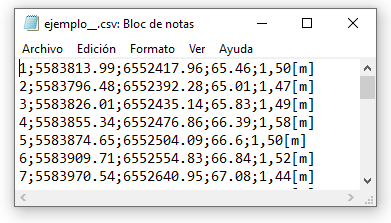 ejemplo__.csv: Bloc de notas
Archivo Edición Formato Ver Ayuda
1;5583813.99;6552417.96;65.46;1,50[m]
2;5583796.48;6552392.28;65.01;1,47[m]
3;5583826.01;6552435.14;65.83;1,49[m]
4;5583855.34;6552476.86;66.39;1,58[m]
5;5583874.65;6552504.09;66.6;1,50[m]
6;5583909.71;6552554.83;66.84;1,52[m]
7;5583970.54;6552640.95;67.08;1,44[m]